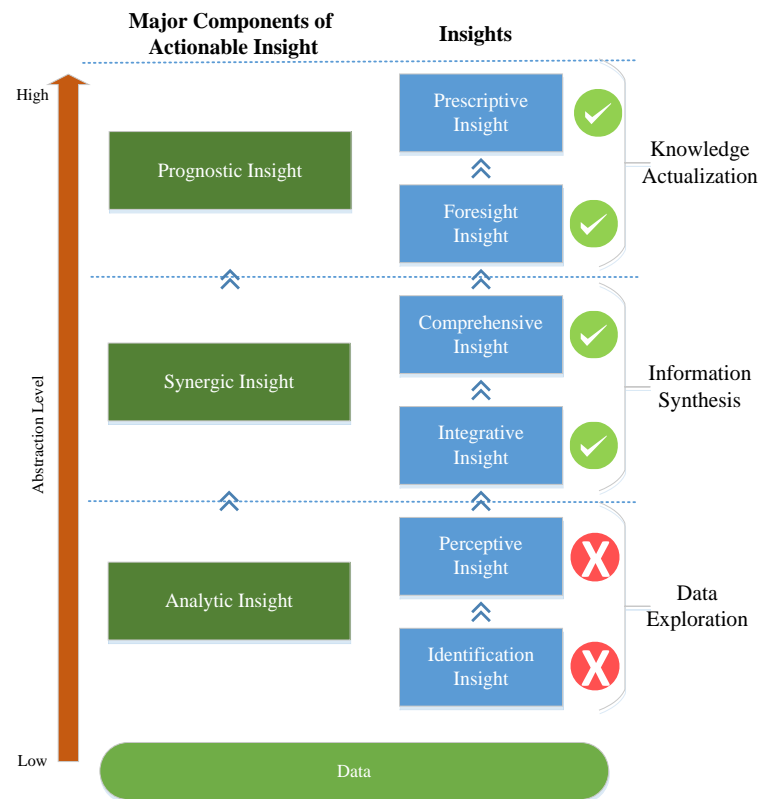 Major Components of
Actionable Insight
Insights
High
Prescriptive
Insight
Prognostic Insight
Knowledge
Actualization
Foresight
Insight
Comprehensive
Insight
Synergic Insight
Information
Synthesis
Integrative
Insight
Abstraction Level
Perceptive
Insight
Analytic Insight
Data
Exploration
Identification
Insight
Low
Data